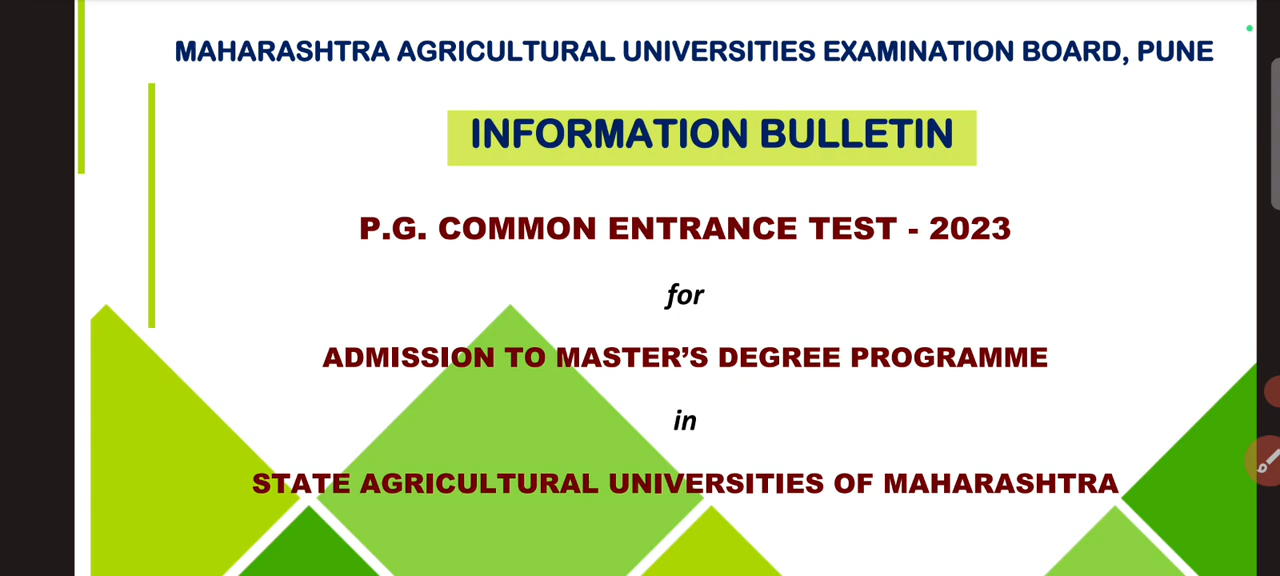 MAHARASHTRA AGRICULTURAL UNIVERSITIES EXAMINATION BOARD, PUNE
INFORMATION BULLETIN
P.G. COMMON ENTRANCE TEST - 2023
for
ADMISSION TO MASTER’S DEGREE PROGRAMME
in
STATE AGRICULTURAL UNIVERSITIES OF MAHARASHTRA